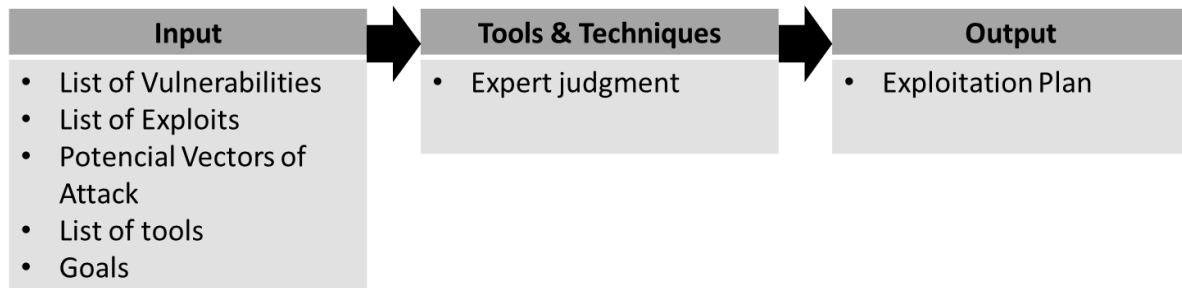 Input
• List of Vulnerabilities
• List of Exploits
• Potencial Vectors of
Attack
• List of tools
• Goals
Tools & Techniques
• Expert judgment
Output
• Exploitation Plan